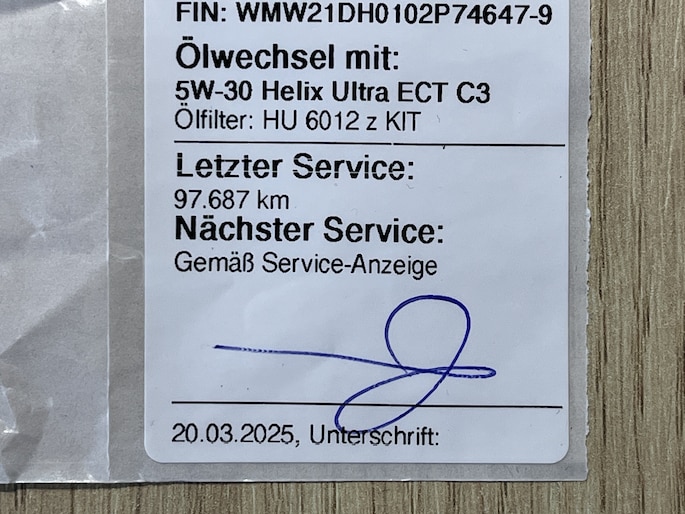 FIN: WMW21DH0102P74647-9
Ölwechsel mit:
5W-30 Helix Ultra ECT C3
Ölfilter: HU 6012 z KIT
Letzter Service:
97.687 km
Nächster Service:
Gemäß Service-Anzeige
20.03.2025, Unterschrift: